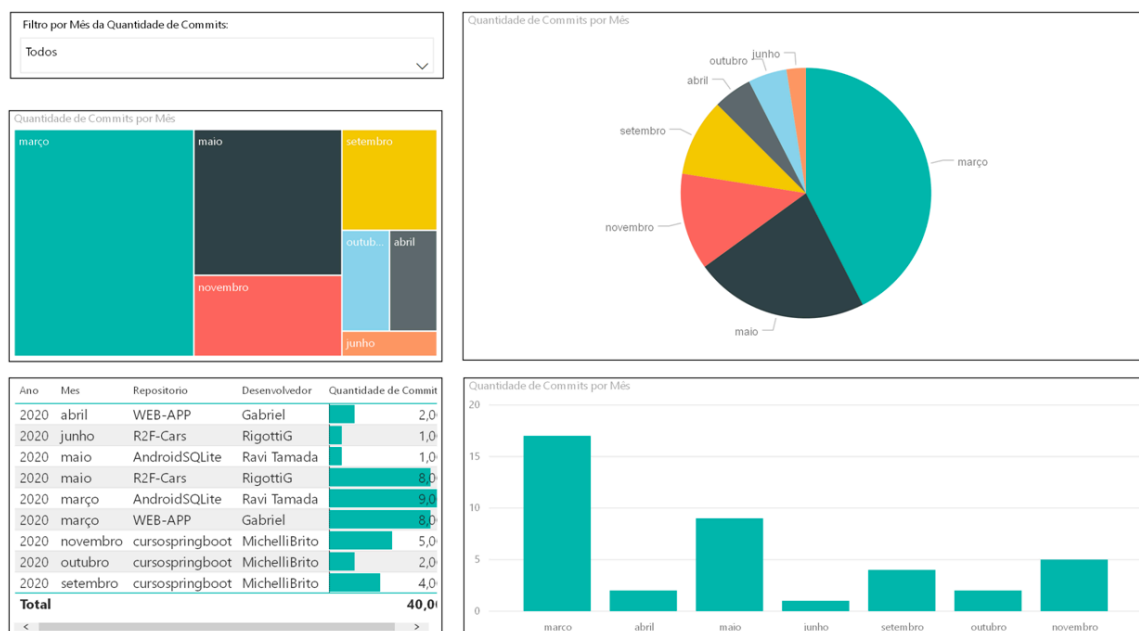 Filtro por Mês da Quantidade de Commits:
Todos
Quantidade de Commits por Mês
março
maio
setembro
outub...
abril
novembro
junho
Quantidade de Commits por Mês
junho
outubro
abril
setembro
março
novembro
maio
Ano Mes Repositorio Desenvolvedor Quantidade de Commit
2020 abril WEB-APP Gabriel 2,0
2020 junho R2F-Cars RigottiG 1,0
2020 maio AndroidSQLite Ravi Tamada 1,0
2020 maio R2F-Cars RigottiG 8,0
2020 março AndroidSQLite Ravi Tamada 9,0
2020 março WEB-APP Gabriel 8,0
2020 novembro cursospringboot MichelliBrito 5,0
2020 outubro cursospringboot MichelliBrito 2,0
2020 setembro cursospringboot MichelliBrito 4,0
Total 40,0
Quantidade de Commits por Mês
20
15
10
5
0
março abril maio junho setembro outubro novembro